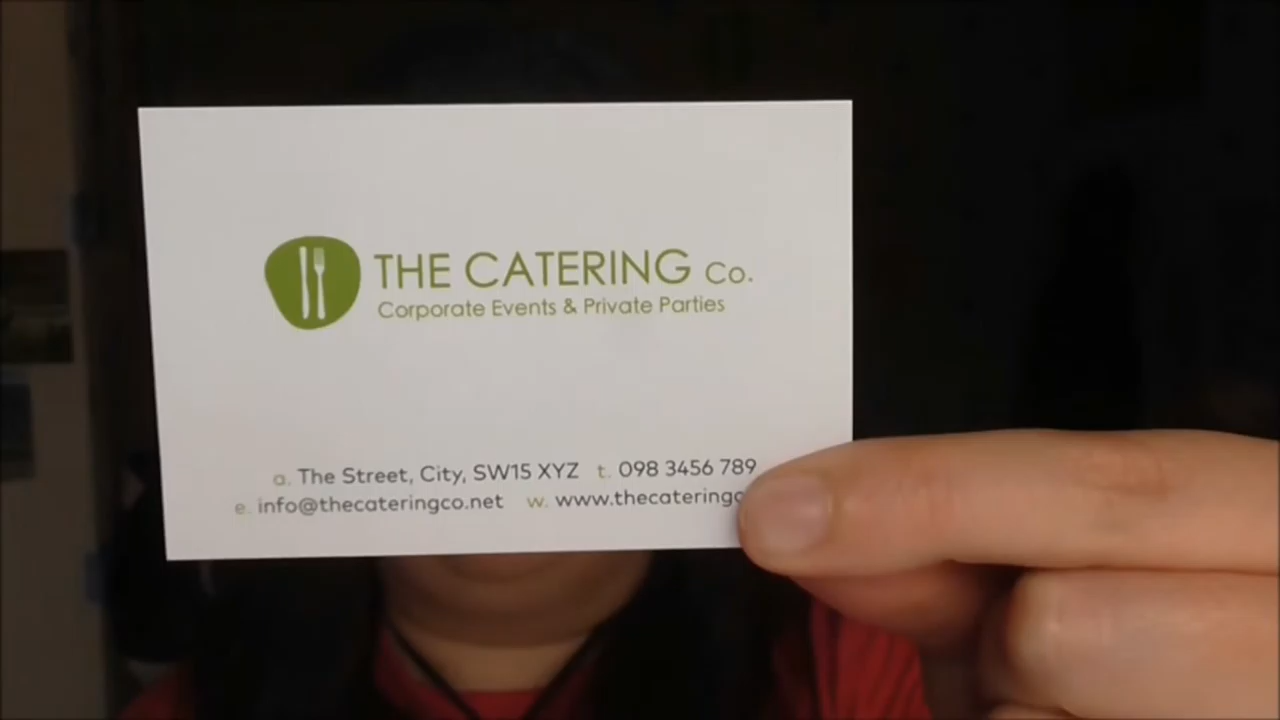 THE CATERING Co.
Corporate Events & Private Parties
a. The Street, City, SW15 XYZ t. 098 3456 789
e. info@thecateringco.net w. www.thecateringc